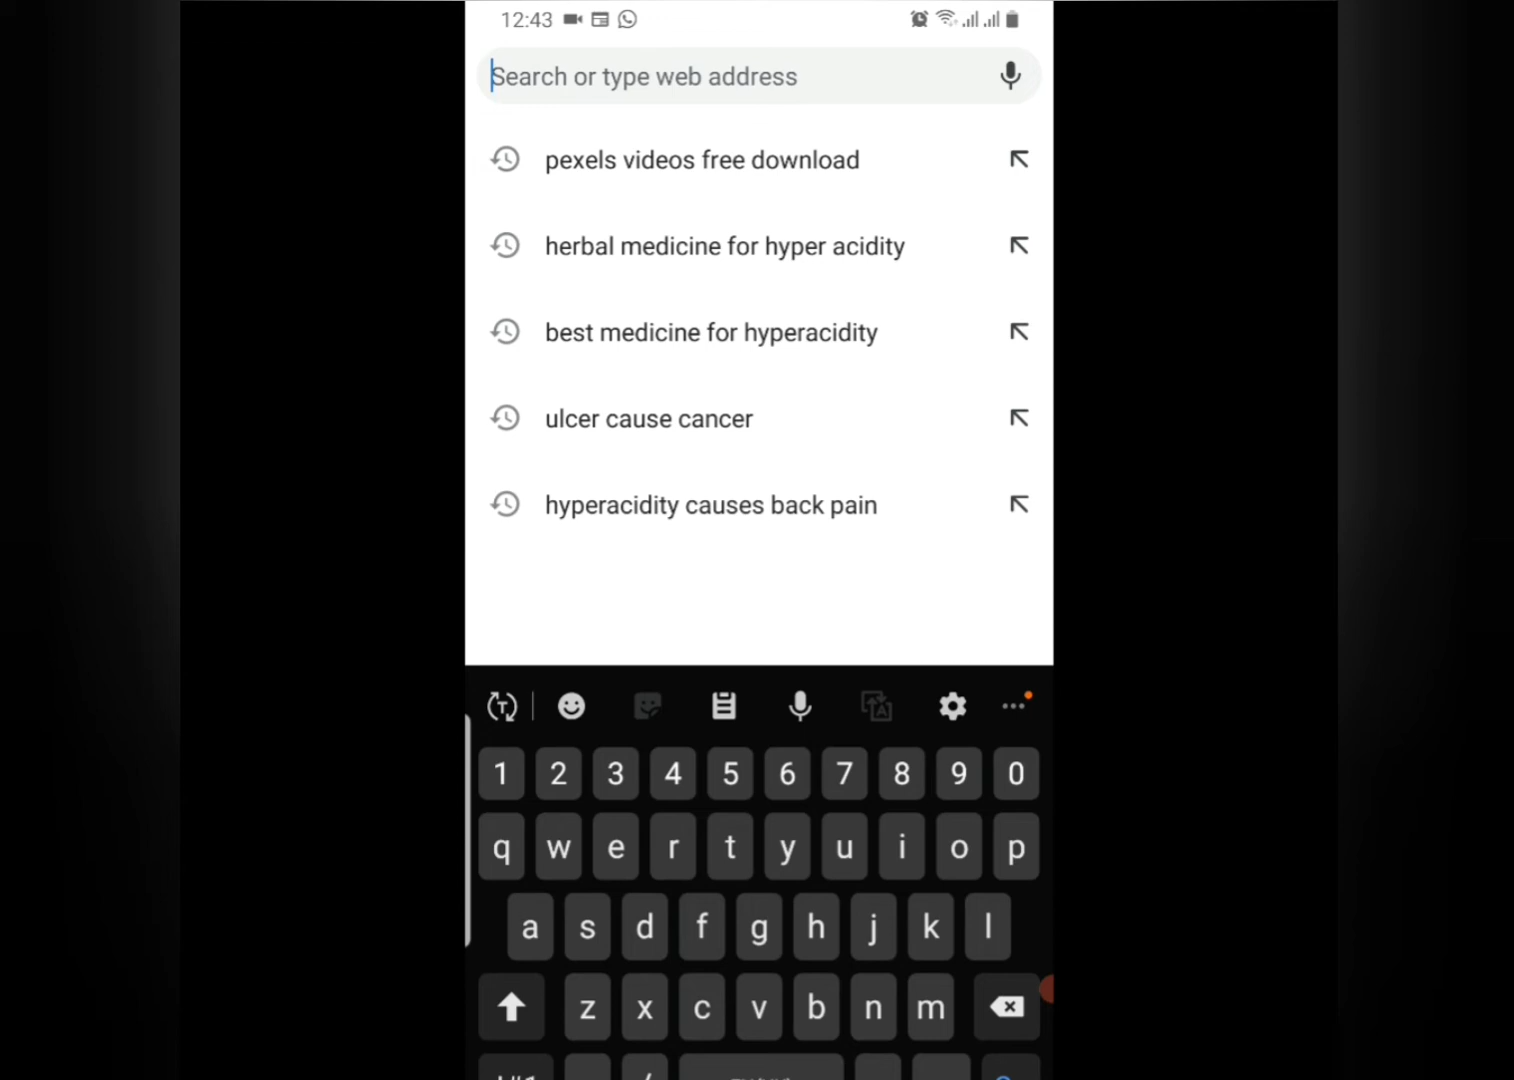 12:43
Search or type web address
pexels videos free download
herbal medicine for hyper acidity
best medicine for hyperacidity
ulcer cause cancer
hyperacidity causes back pain
1 2 3 4 5 6 7 8 9 0
q w e r t y u i o p
a s d f g h j k l
z x c v b n m